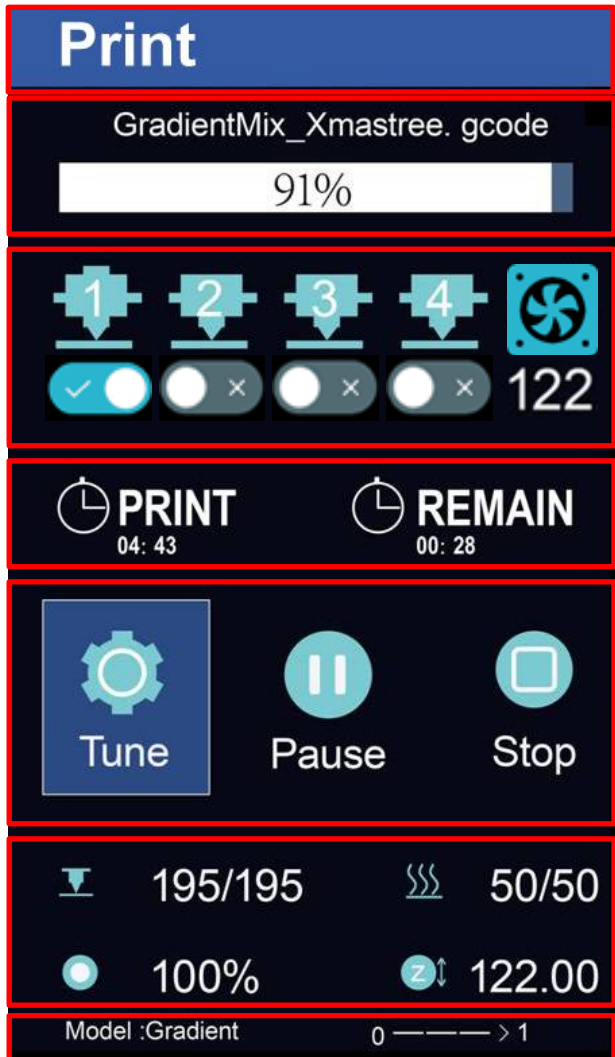 Print
GradientMix_Xmastree. gcode
91%
1 2 3 4
122
PRINT REMAIN
04: 43 00: 28
Tune Pause Stop
195/195 50/50
100% Z 122.00
Model :Gradient 0 ———> 1